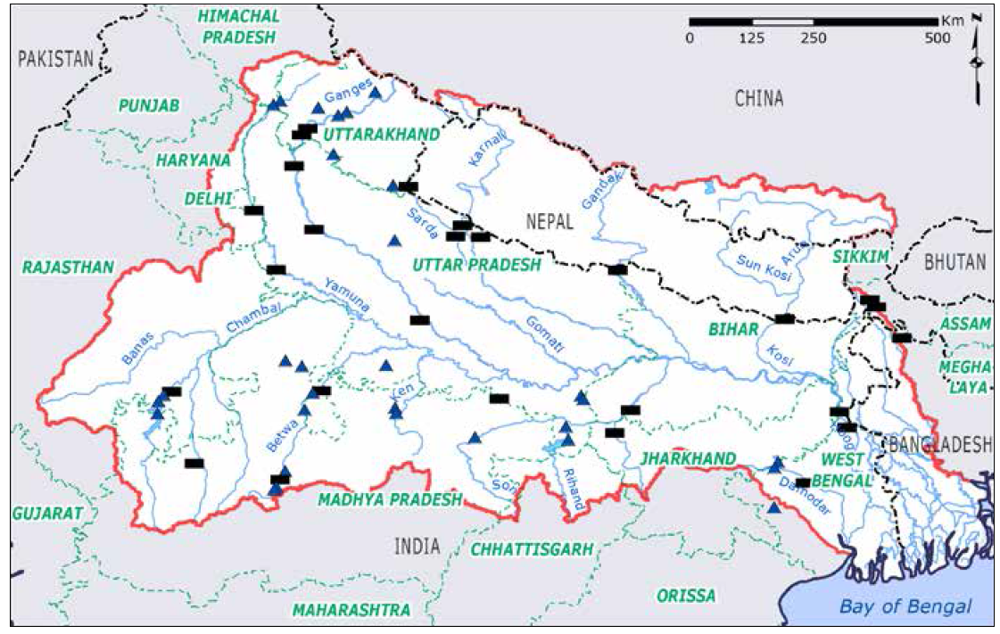 HIMACHAL
PRADESH
Km
N
0 125 250 500
PAKISTAN
Ganges
CHINA
PUNJAB
UTTARAKHAND
Karnali
HARYANA
Gandak
DELHI
Sarda
NEPAL
Arun
SIKKIM
Sun Kosi
BHUTAN
RAJASTHAN
UTTAR PRADESH
Yamuna
Chambal
Gomati
BIHAR
ASSAM
Banas
Kosi
MEGHA-
LAYA
Ken
Betwa
BANGLADESH
JHARKHAND
WEST
BENGAL
Son
Rihand
Damodar
MADHYA PRADESH
GUJARAT
INDIA
CHHATTISGARH
ORISSA
MAHARASHTRA
Bay of Bengal